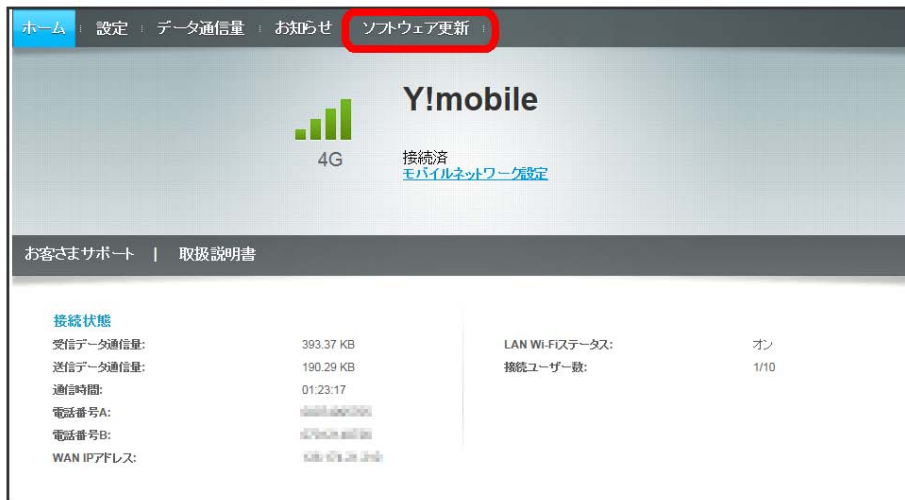 ホーム 設定 データ通信量 お知らせ ソフトウェア更新
Y!mobile
4G
接続済
モバイルネットワーク設定
お客さまサポート | 取扱説明書
接続状態
受信データ通信量: 393.37 KB LAN Wi-Fiステータス: オン
送信データ通信量: 190.29 KB 接続ユーザー数: 1/10
通信時間: 01:23:17
電話番号A:
電話番号B:
WAN IPアドレス: